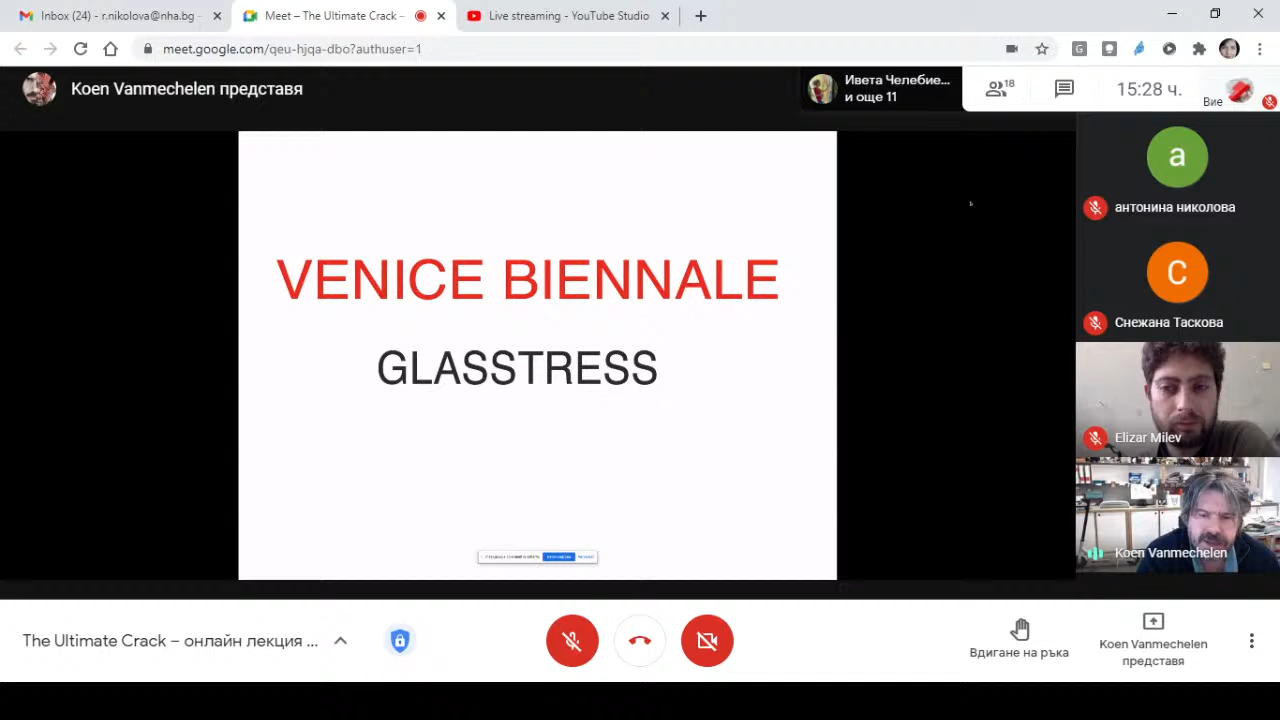 Inbox (24) - r.nikolova@nha.bg -
Meet – The Ultimate Crack –
Live streaming - YouTube Studio
meet.google.com/qeu-hjqa-dbo?authuser=1
Koen Vanmechelen представя
Ивета Челебие...
и още 11
18
15:28 ч.
Вие
VENICE BIENNALE
GLASSTRESS
a
антонина николова
С
Снежана Таскова
Elizar Milev
Koen Vanmechelen
The Ultimate Crack – онлайн лекция ...
Вдигане на ръка
Koen Vanmechelen
представя